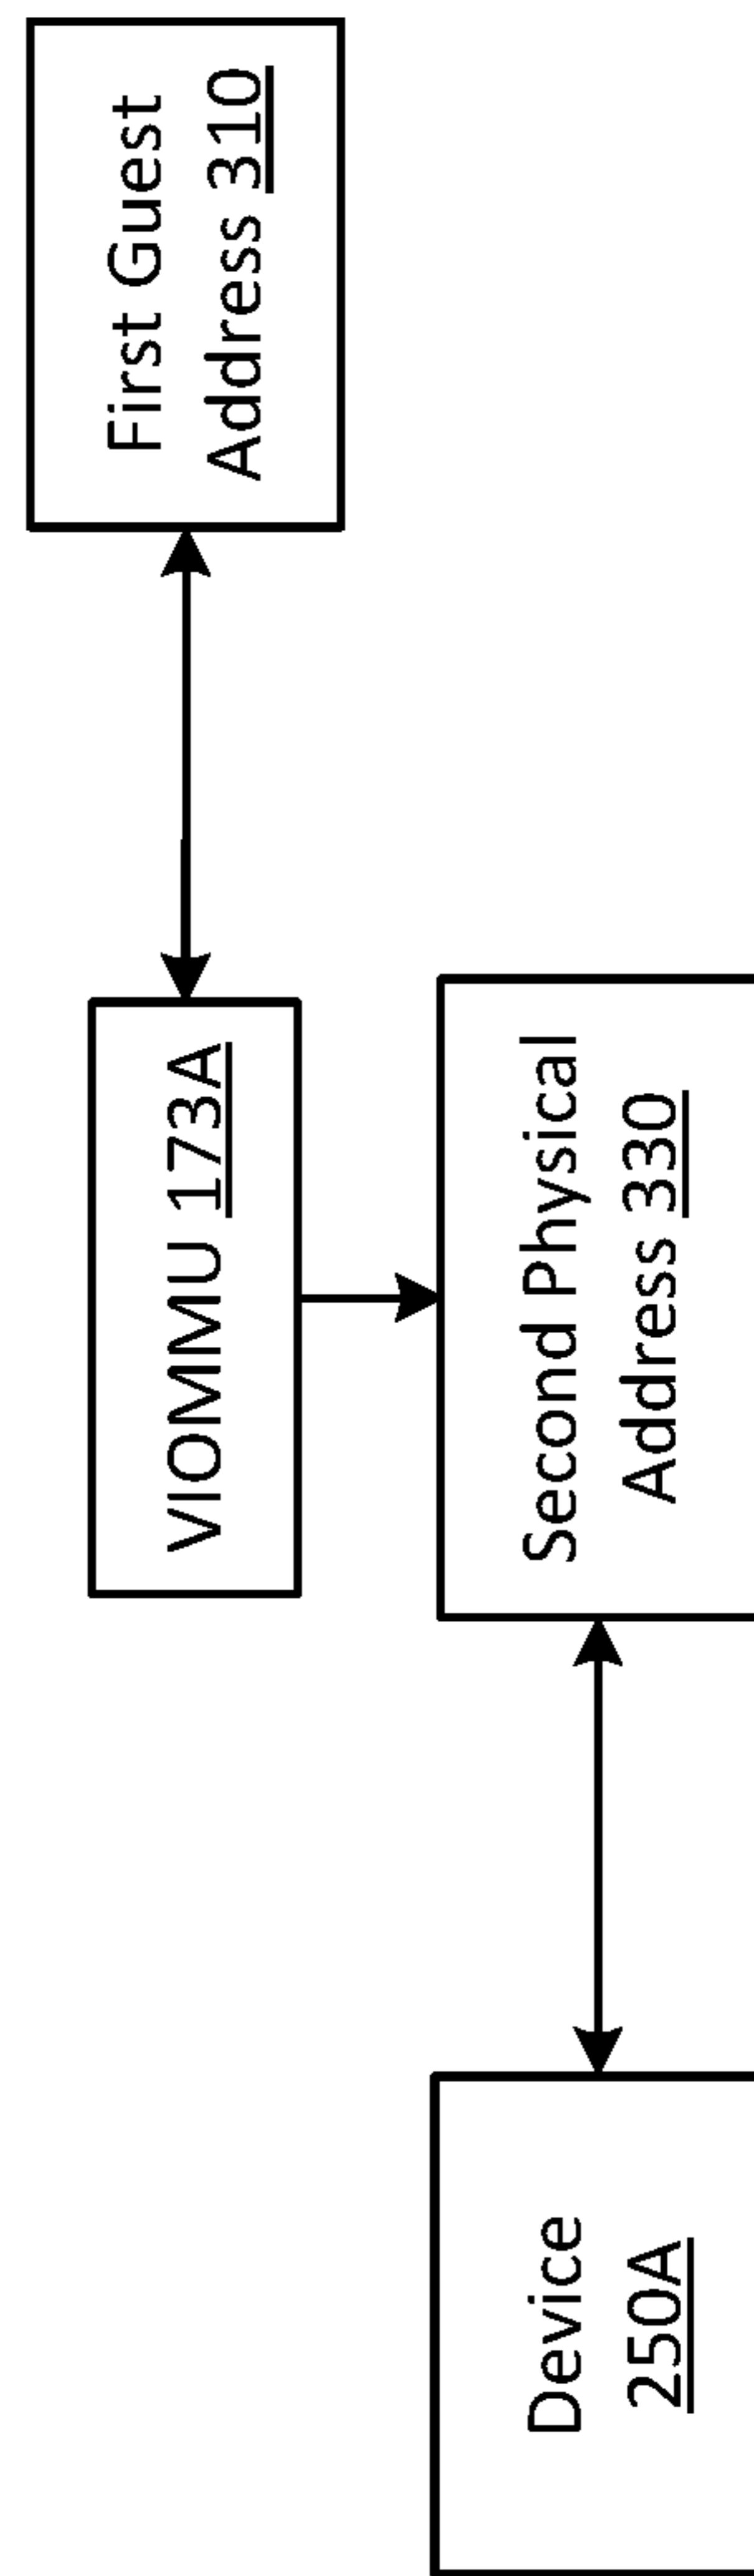 First Guest
Address 310
VIOMMU 173A
Second Physical
Address 330
Device
250A